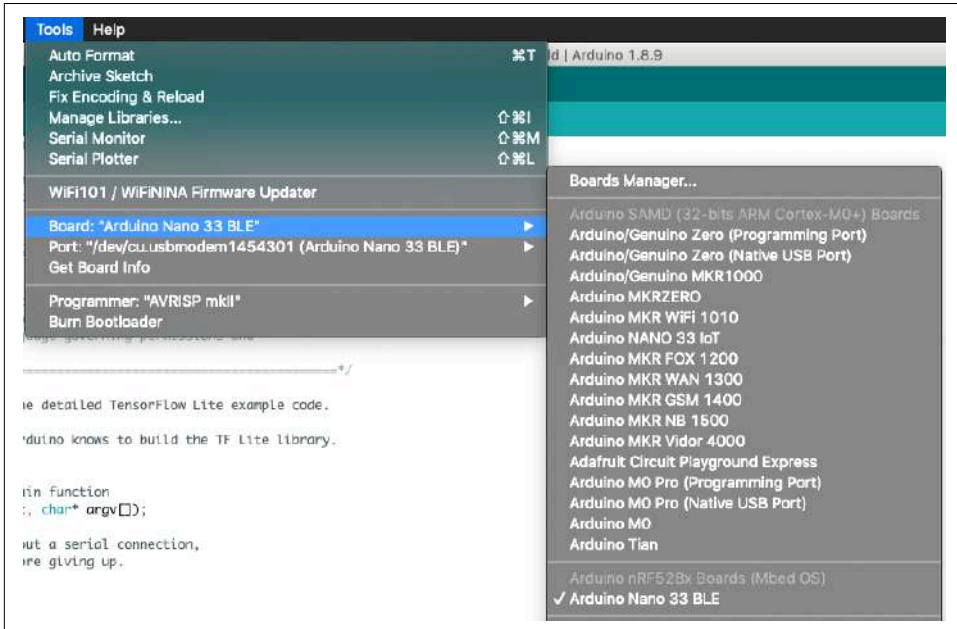 Tools Help
Auto Format ⌘T
Archive Sketch
Fix Encoding & Reload
Manage Libraries... ⇧⌘I
Serial Monitor ⇧⌘M
Serial Plotter ⇧⌘L
WiFi101 / WiFiNINA Firmware Updater
Board: "Arduino Nano 33 BLE"
Port: "/dev/cu.usbmodem1454301 (Arduino Nano 33 BLE)"
Get Board Info
Programmer: "AVRISP mkII"
Burn Bootloader
ld | Arduino 1.8.9
Boards Manager...
Arduino SAMD (32-bits ARM Cortex-M0+) Boards
Arduino/Genuino Zero (Programming Port)
Arduino/Genuino Zero (Native USB Port)
Arduino/Genuino MKR1000
Arduino MKRZERO
Arduino MKR WiFi 1010
Arduino NANO 33 IoT
Arduino MKR FOX 1200
Arduino MKR WAN 1300
Arduino MKR GSM 1400
Arduino MKR NB 1500
Arduino MKR Vidor 4000
Adafruit Circuit Playground Express
Arduino M0 Pro (Programming Port)
Arduino M0 Pro (Native USB Port)
Arduino M0
Arduino Tian
Arduino nRF528x Boards (Mbed OS)
✓ Arduino Nano 33 BLE
governing permissions and
=========================================*/
e detailed TensorFlow Lite example code.
duino knows to build the TF Lite library.
in function
, char* argv[]);
ut a serial connection,
re giving up.